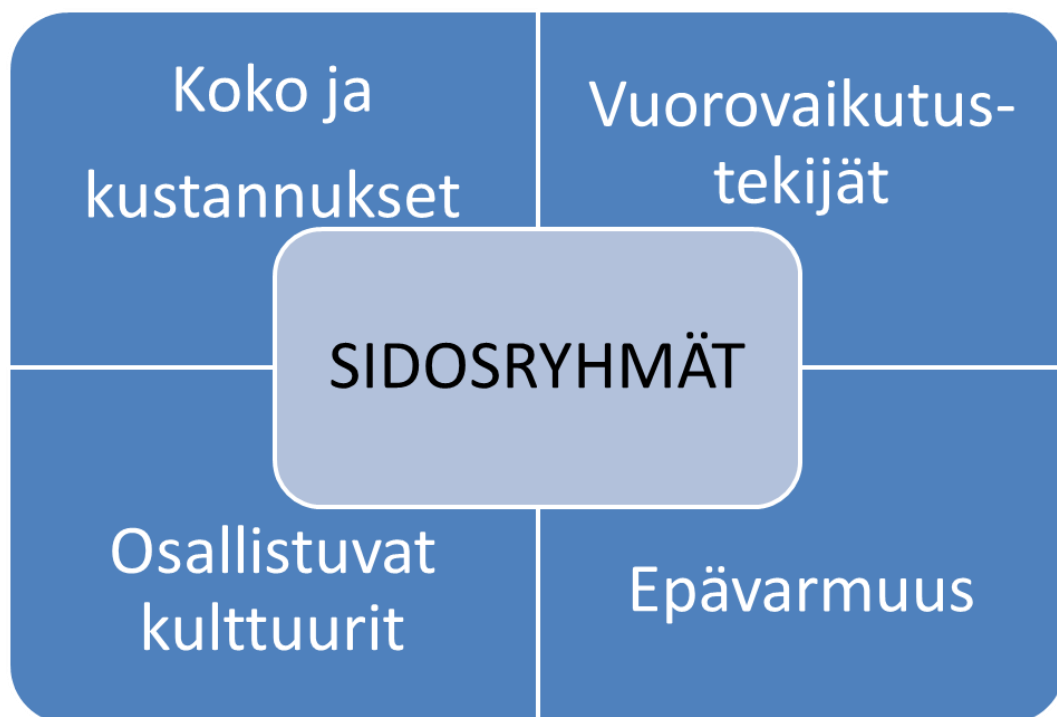 Koko ja
kustannukset
Vuorovaikutus-
tekijät
SIDOSRYHMÄT
Osallistuvat
kulttuurit
Epävarmuus